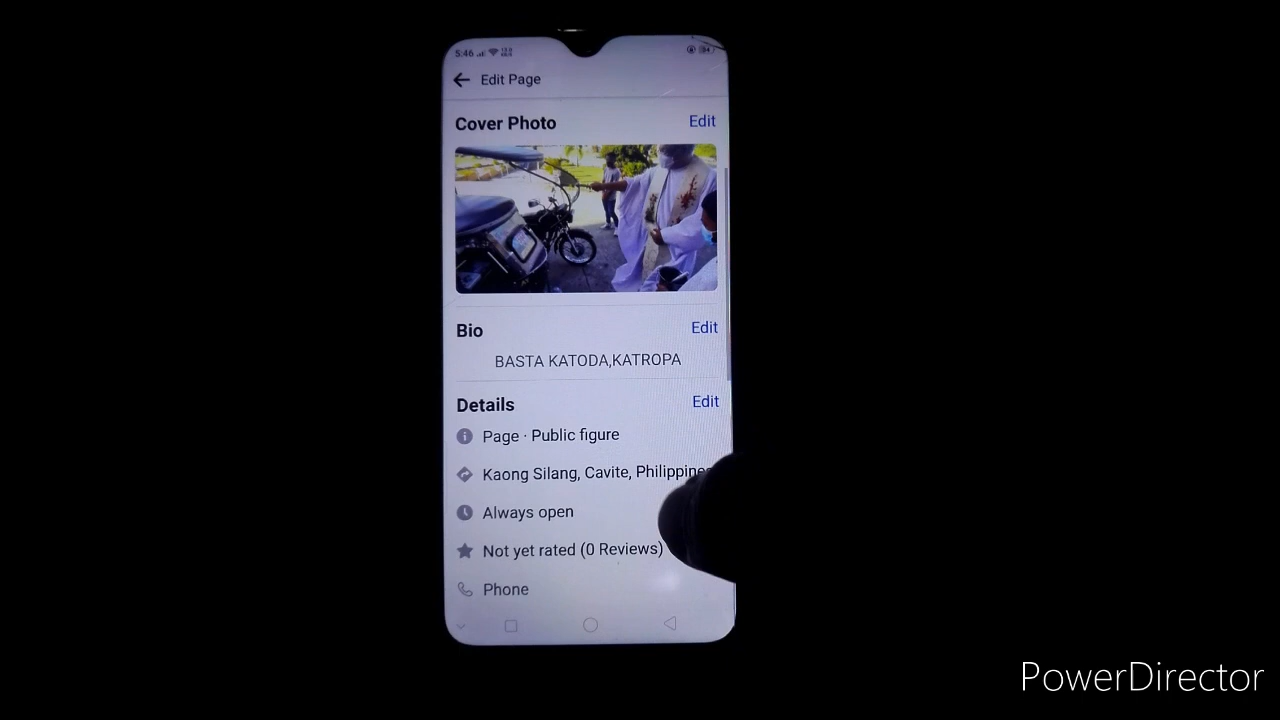 5:46
Edit Page
Cover Photo
Edit
Bio
Edit
BASTA KATODA,KATROPA
Details
Edit
Page · Public figure
Kaong Silang, Cavite, Philippines
Always open
Not yet rated (0 Reviews)
Phone
PowerDirector